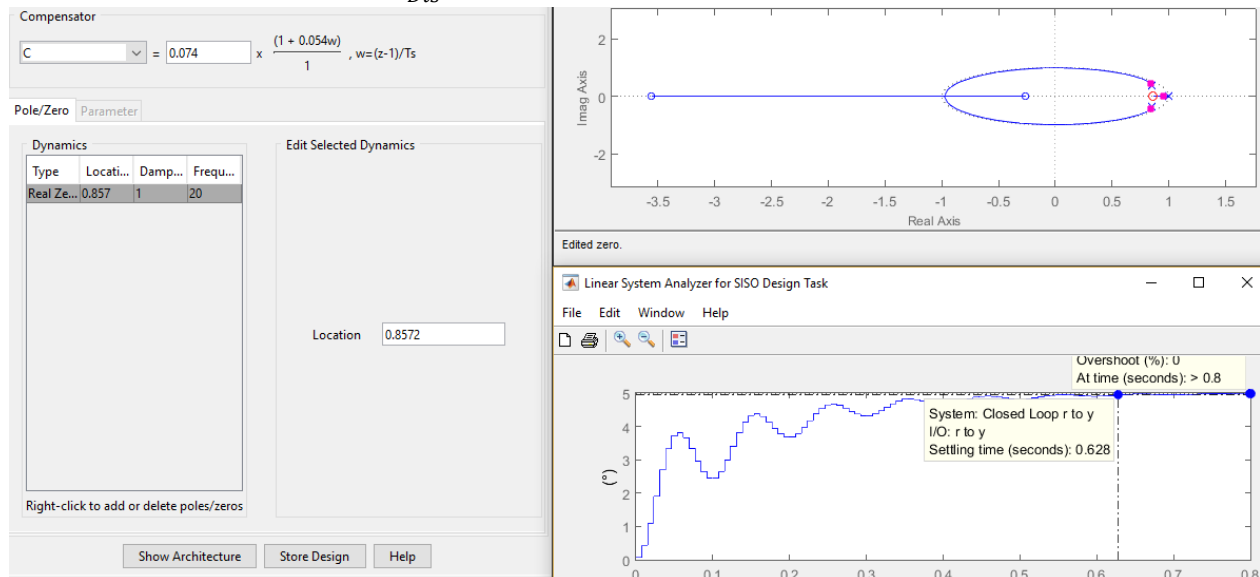 Dts
Compensator
C = 0.074 x (1 + 0.054w) / 1 , w=(z-1)/Ts
Pole/Zero Parameter
Dynamics
Type Locati... Damp... Frequ...
Real Ze... 0.857 1 20
Right-click to add or delete poles/zeros
Edit Selected Dynamics
Location 0.8572
Show Architecture Store Design Help
Imag Axis
2
0
-2
-3.5 -3 -2.5 -2 -1.5 -1 -0.5 0 0.5 1 1.5
Real Axis
Edited zero.
Linear System Analyzer for SISO Design Task
File Edit Window Help
Overshoot (%): 0
At time (seconds): > 0.8
System: Closed Loop r to y
I/O: r to y
Settling time (seconds): 0.628
(°)
5
4
3
2
1
0
0 0.1 0.2 0.3 0.4 0.5 0.6 0.7 0.8